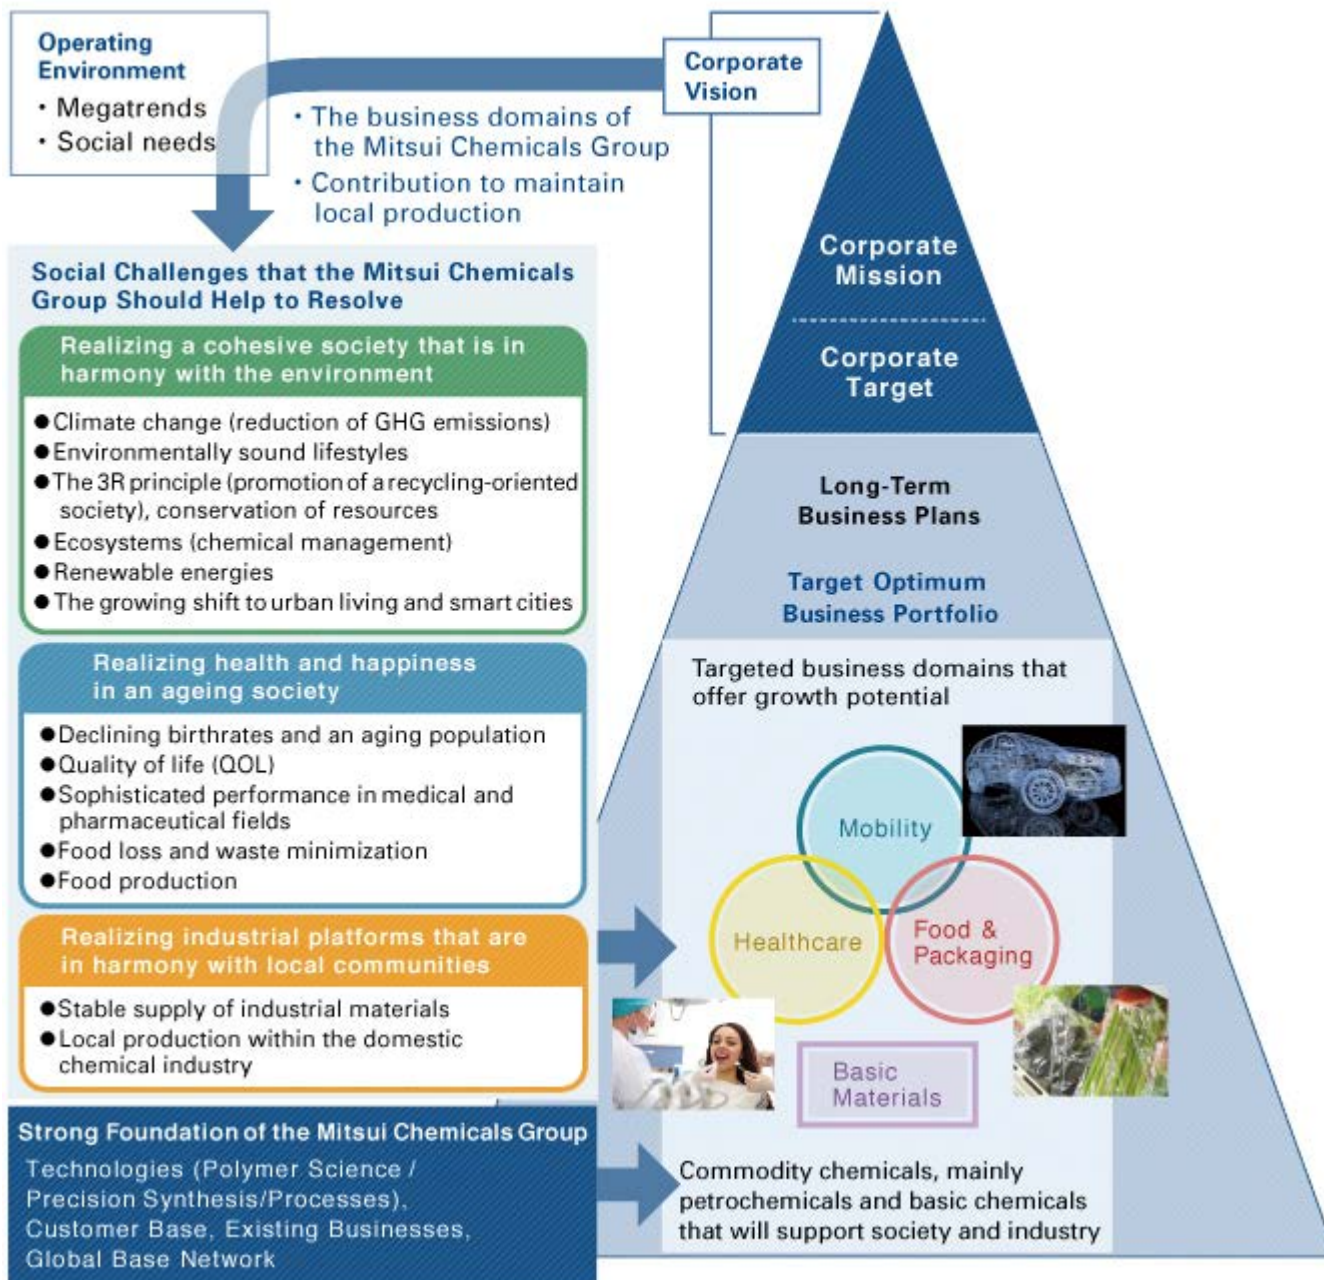 Operating
Environment
・Megatrends
・Social needs
Corporate
Vision
・The business domains of
the Mitsui Chemicals Group
・Contribution to maintain
local production
Social Challenges that the Mitsui Chemicals
Group Should Help to Resolve
Realizing a cohesive society that is in
harmony with the environment
●Climate change (reduction of GHG emissions)
●Environmentally sound lifestyles
●The 3R principle (promotion of a recycling-oriented
society), conservation of resources
●Ecosystems (chemical management)
●Renewable energies
●The growing shift to urban living and smart cities
Realizing health and happiness
in an ageing society
●Declining birthrates and an aging population
●Quality of life (QOL)
●Sophisticated performance in medical and
pharmaceutical fields
●Food loss and waste minimization
●Food production
Realizing industrial platforms that are
in harmony with local communities
●Stable supply of industrial materials
●Local production within the domestic
chemical industry
Strong Foundation of the Mitsui Chemicals Group
Technologies (Polymer Science /
Precision Synthesis/Processes),
Customer Base, Existing Businesses,
Global Base Network
Corporate
Mission
Corporate
Target
Long-Term
Business Plans
Target Optimum
Business Portfolio
Targeted business domains that
offer growth potential
Mobility
Healthcare
Food &
Packaging
Basic
Materials
Commodity chemicals, mainly
petrochemicals and basic chemicals
that will support society and industry